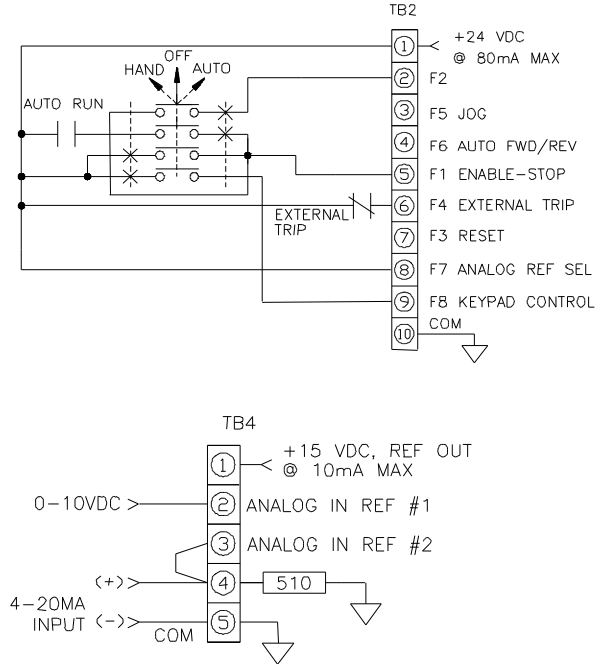 TB2
+24 VDC
@ 80mA MAX
OFF
HAND
AUTO
AUTO RUN
1
2 F2
3 F5 JOG
4 F6 AUTO FWD/REV
5 F1 ENABLE-STOP
6 F4 EXTERNAL TRIP
EXTERNAL
TRIP
7 F3 RESET
8 F7 ANALOG REF SEL
9 F8 KEYPAD CONTROL
10 COM
TB4
+15 VDC, REF OUT
@ 10mA MAX
1
0-10VDC 2 ANALOG IN REF #1
3 ANALOG IN REF #2
(+) 4 510
4-20MA
INPUT (-) COM 5